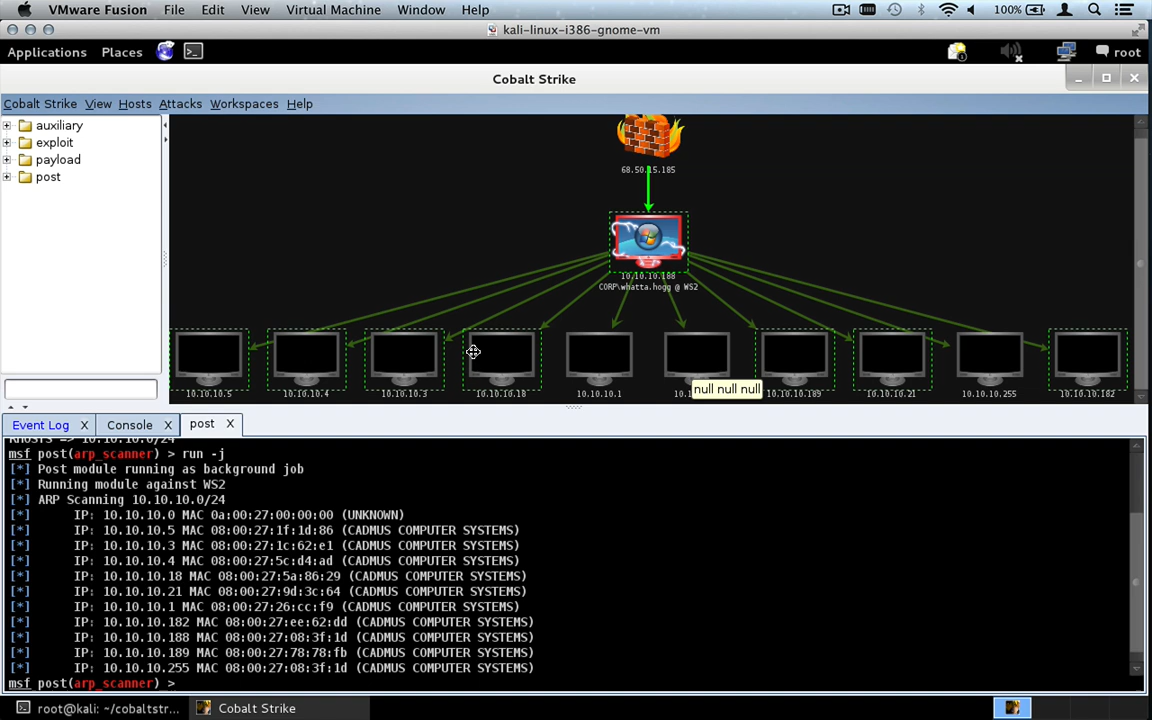 VMware Fusion File Edit View Virtual Machine Window Help 100%
kali-linux-i386-gnome-vm
Applications Places root
Cobalt Strike
Cobalt Strike View Hosts Attacks Workspaces Help
auxiliary
exploit
payload
post
68.50.15.185
10.10.10.188
CORP\whatta.hogg @ WS2
null null null
10.10.10.5 10.10.10.4 10.10.10.3 10.10.10.18 10.10.10.1 10.10.10.189 10.10.10.21 10.10.10.255 10.10.10.182
Event Log X Console X post X
RHOSTS => 10.10.10.0/24
msf post(arp_scanner) > run -j
[*] Post module running as background job
[*] Running module against WS2
[*] ARP Scanning 10.10.10.0/24
[*] IP: 10.10.10.0 MAC 0a:00:27:00:00:00 (UNKNOWN)
[*] IP: 10.10.10.5 MAC 08:00:27:1f:1d:86 (CADMUS COMPUTER SYSTEMS)
[*] IP: 10.10.10.3 MAC 08:00:27:1c:62:e1 (CADMUS COMPUTER SYSTEMS)
[*] IP: 10.10.10.4 MAC 08:00:27:5c:d4:ad (CADMUS COMPUTER SYSTEMS)
[*] IP: 10.10.10.18 MAC 08:00:27:5a:86:29 (CADMUS COMPUTER SYSTEMS)
[*] IP: 10.10.10.21 MAC 08:00:27:9d:3c:64 (CADMUS COMPUTER SYSTEMS)
[*] IP: 10.10.10.1 MAC 08:00:27:26:cc:f9 (CADMUS COMPUTER SYSTEMS)
[*] IP: 10.10.10.182 MAC 08:00:27:ee:62:dd (CADMUS COMPUTER SYSTEMS)
[*] IP: 10.10.10.188 MAC 08:00:27:08:3f:1d (CADMUS COMPUTER SYSTEMS)
[*] IP: 10.10.10.189 MAC 08:00:27:78:78:fb (CADMUS COMPUTER SYSTEMS)
[*] IP: 10.10.10.255 MAC 08:00:27:08:3f:1d (CADMUS COMPUTER SYSTEMS)
msf post(arp_scanner) >
root@kali: ~/cobaltstr... Cobalt Strike